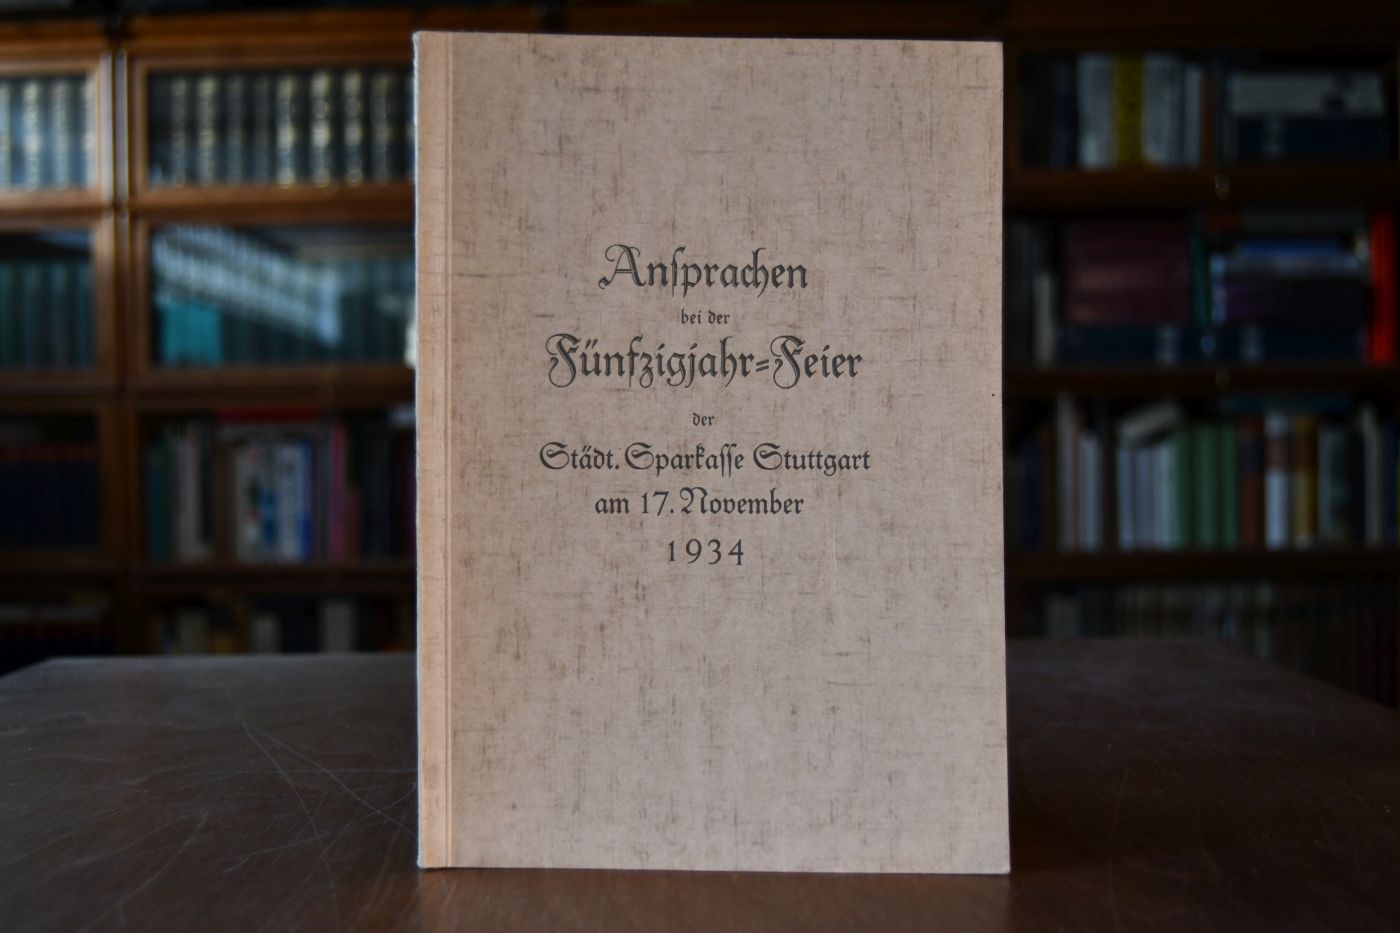 Anſprachen
bei der
Fünfzigjahr=Feier
der
Städt. Sparkaſſe Stuttgart
am 17. November
1934